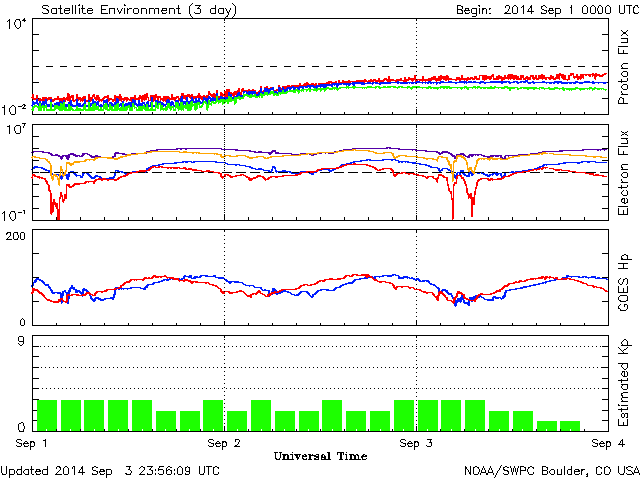 Satellite Environment (3 day) Begin: 2014 Sep 1 0000 UTC
10^4
Proton Flux
10^-2
10^7
Electron Flux
10^-1
200
GOES Hp
0
9
Estimated Kp
0
Sep 1 Sep 2 Sep 3 Sep 4
Universal Time
Updated 2014 Sep 3 23:56:09 UTC NOAA/SWPC Boulder, CO USA